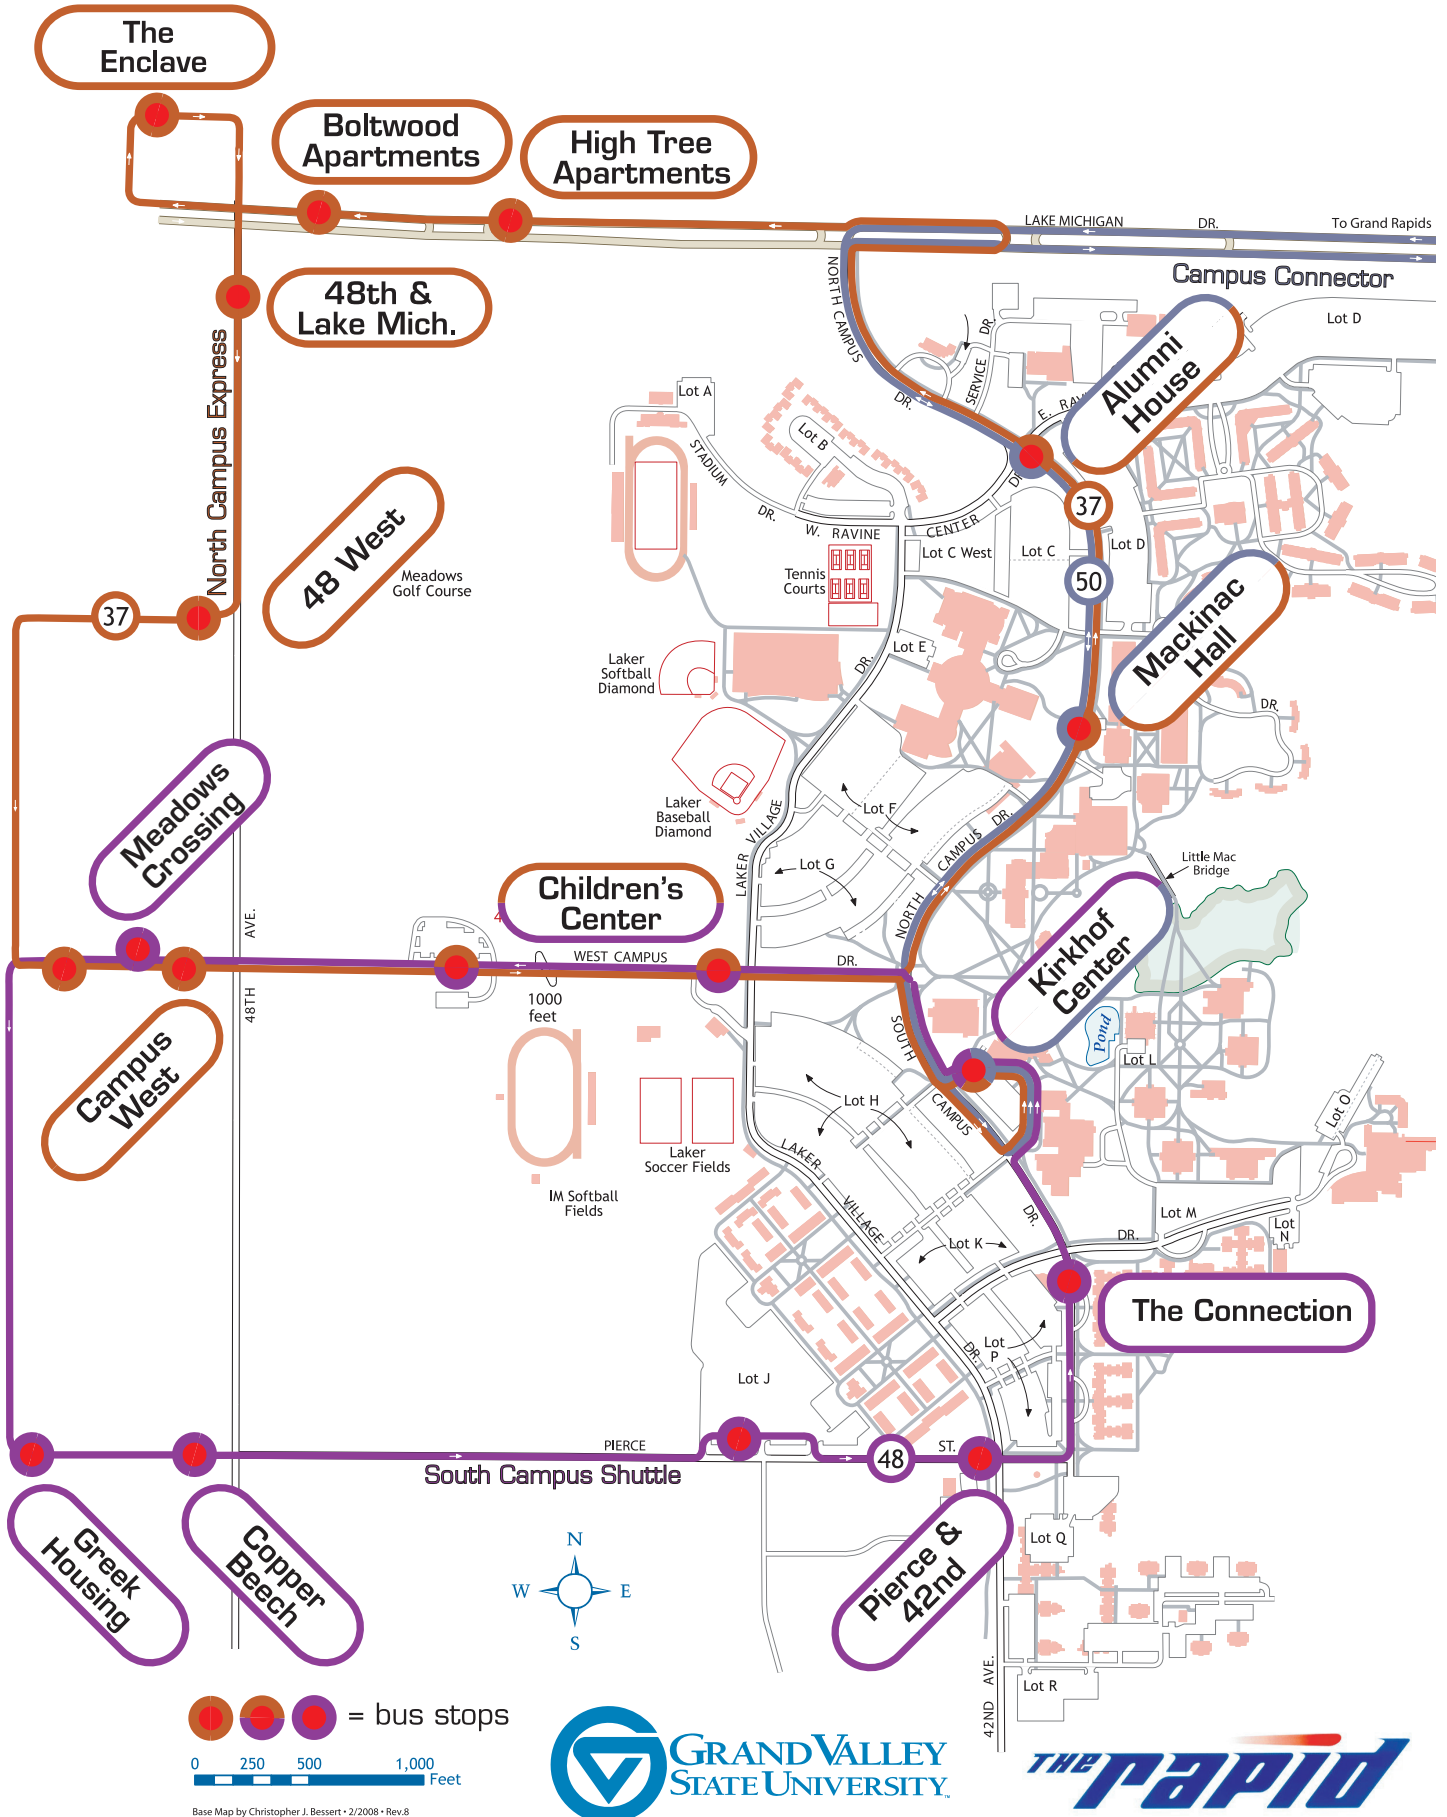 The
Enclave
Boltwood
Apartments
High Tree
Apartments
LAKE MICHIGAN
DR.
To Grand Rapids
Campus Connector
48th &
Lake Mich.
North Campus Express
NORTH CAMPUS
DR.
SERVICE
DR.
E. RAV
Lot D
Alumni
House
Lot A
Lot B
STADIUM
DR.
W. RAVINE
CENTER
DR
37
Lot C West
Lot C
Lot D
50
48 West
Meadows
Golf Course
Tennis
Courts
37
Mackinac
Hall
Lot E
DR.
Laker
Softball
Diamond
DR.
Meadows
Crossing
Laker
Baseball
Diamond
LAKER VILLAGE
Lot F
Lot G
NORTH CAMPUS DR.
Little Mac
Bridge
Children's
Center
4
AVE.
48TH
WEST CAMPUS
DR.
1000
feet
Kirkhof
Center
Pond
Campus
West
SOUTH
CAMPUS
DR.
Lot H
Lot L
Lot O
Laker
Soccer Fields
IM Softball
Fields
LAKER
VILLAGE
DR.
Lot K
DR.
Lot M
Lot
N
The Connection
Lot
P
Lot J
PIERCE
ST.
48
South Campus Shuttle
Greek
Housing
Copper
Beech
Pierce &
42nd
Lot Q
N
W E
S
42ND AVE.
Lot R
= bus stops
0 250 500 1,000
Feet
Base Map by Christopher J. Bessert • 2/2008 • Rev.8
GRAND VALLEY
STATE UNIVERSITY
THE rapid